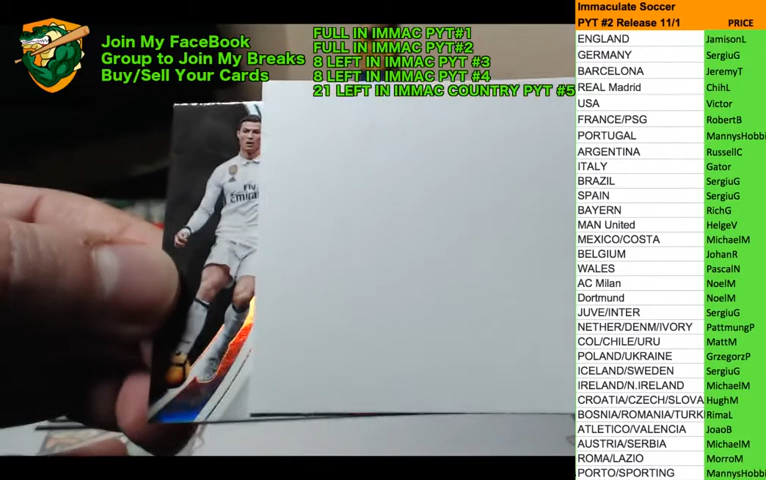 Join My FaceBook
Group to Join My Breaks
Buy/Sell Your Cards
FULL IN IMMAC PYT#1
FULL IN IMMAC PYT#2
8 LEFT IN IMMAC PYT #3
8 LEFT IN IMMAC PYT #4
21 LEFT IN IMMAC COUNTRY PYT #5
Fly
Emirates
Immaculate Soccer
PYT #2 Release 11/1 PRICE
ENGLAND JamisonL
GERMANY SergiuG
BARCELONA JeremyT
REAL Madrid ChihL
USA Victor
FRANCE/PSG RobertB
PORTUGAL MannysHobbi
ARGENTINA RussellC
ITALY Gator
BRAZIL SergiuG
SPAIN SergiuG
BAYERN RichG
MAN United HelgeV
MEXICO/COSTA MichaelM
BELGIUM JohanR
WALES PascalN
AC Milan NoelM
Dortmund NoelM
JUVE/INTER SergiuG
NETHER/DENM/IVORY PattmungP
COL/CHILE/URU MattM
POLAND/UKRAINE GrzegorzP
ICELAND/SWEDEN SergiuG
IRELAND/N.IRELAND MichaelM
CROATIA/CZECH/SLOVA HughM
BOSNIA/ROMANIA/TURK RimaL
ATLETICO/VALENCIA JoaoB
AUSTRIA/SERBIA MichaelM
ROMA/LAZIO MorroM
PORTO/SPORTING MannysHobbi